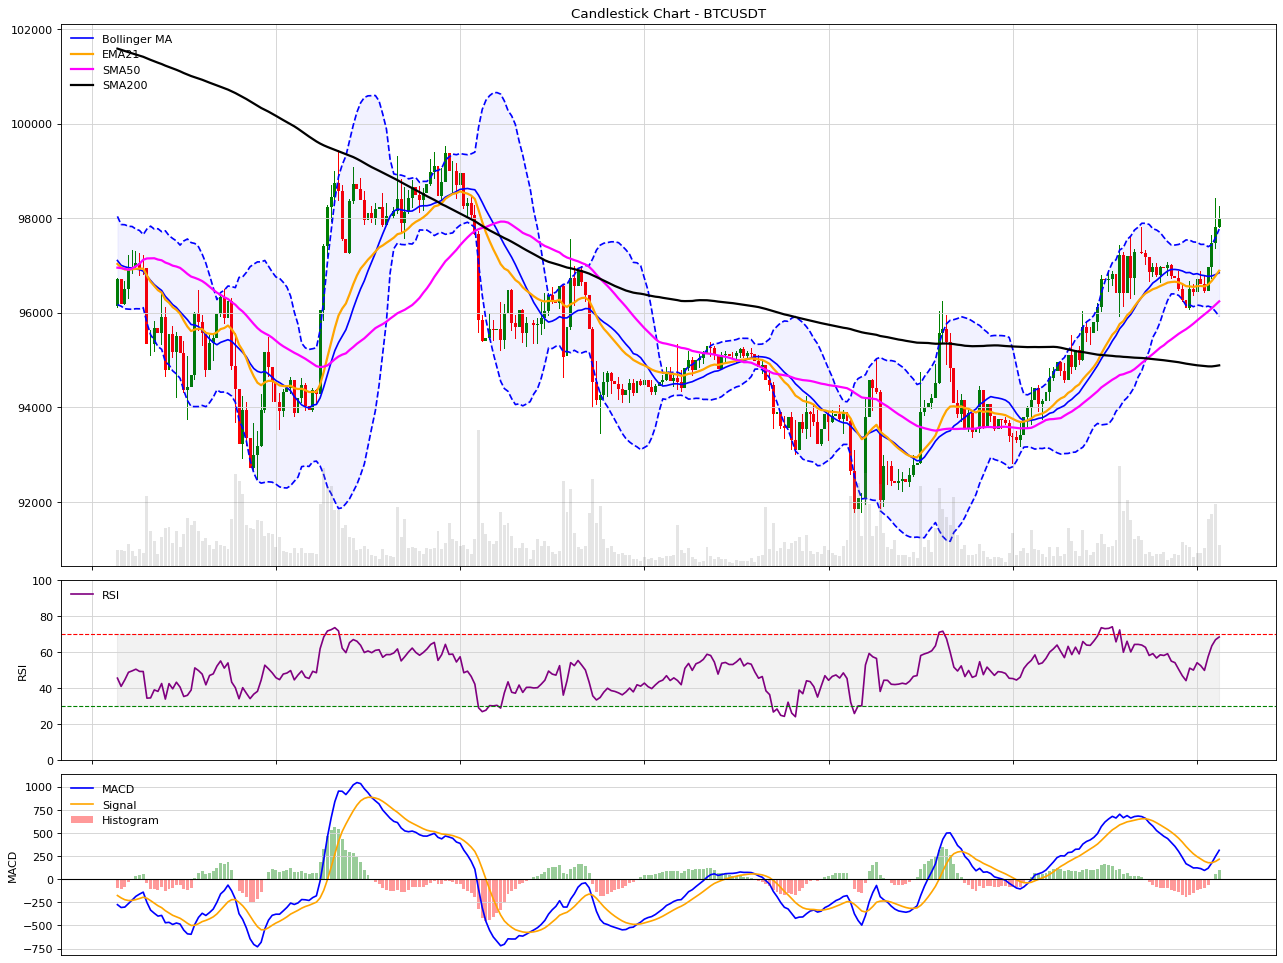 Candlestick Chart - BTCUSDT
102000
100000
98000
96000
94000
92000
Bollinger MA
EMA21
SMA50
SMA200
100
80
60
40
20
0
RSI
RSI
1000
750
500
250
0
−250
−500
−750
MACD
MACD
Signal
Histogram